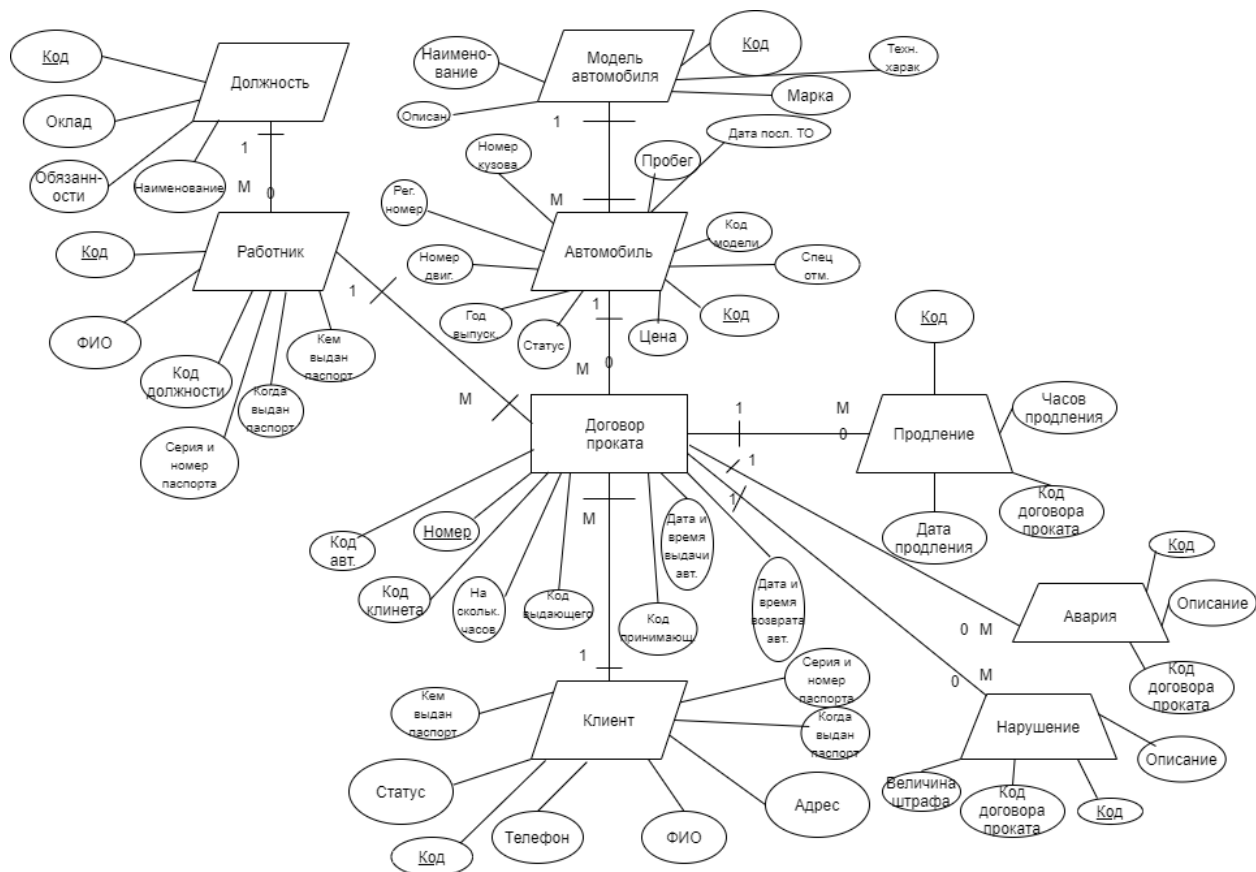 Код
Должность
Оклад
Обязанн-
ости
Наименование
1
М
0
Наимено-
вание
Модель
автомобиля
Код
Техн.
харак
Марка
Описан.
1
Дата посл. ТО
Номер
кузова
Пробег
М
Рег.
номер
Автомобиль
Код
модели
Номер
двиг.
Спец
отм.
Год
выпуск.
Статус
1
Цена
Код
М
0
Код
Работник
1
ФИО
Код
должности
Кем
выдан
паспорт
Когда
выдан
паспорт
Серия и
номер
паспорта
М
Договор
проката
1
М
0
Код
Продление
Часов
продления
Код
договора
проката
Дата
продления
1
1
М
Код
авт.
Номер
Код
клинета
На
скольк.
часов
Код
выдающего
Код
принимающ.
Дата и
время
выдачи
авт.
Дата и
время
возврата
авт.
Код
Авария
Описание
Код
договора
проката
0 М
М
0
1
Кем
выдан
паспорт
Клиент
Серия и
номер
паспорта
Когда
выдан
паспорт
Статус
Код
Телефон
ФИО
Адрес
Нарушение
Описание
Величина
штрафа
Код
договора
проката
Код